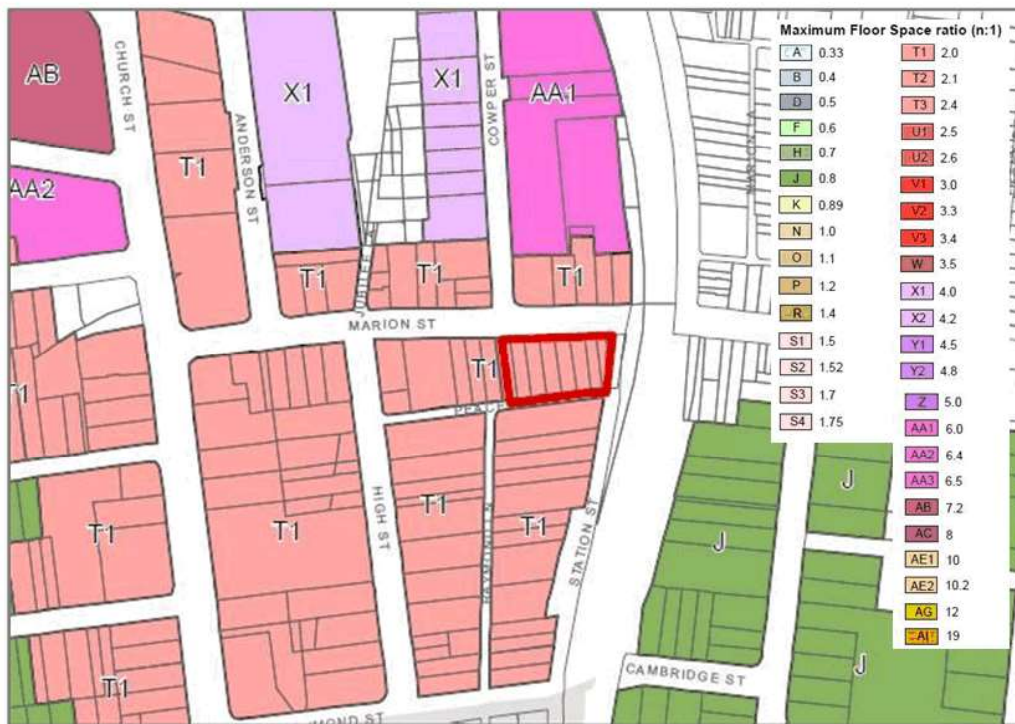 Maximum Floor Space ratio (n:1)
A 0.33
B 0.4
D 0.5
F 0.6
H 0.7
J 0.8
K 0.89
N 1.0
O 1.1
P 1.2
R 1.4
S1 1.5
S2 1.52
S3 1.7
S4 1.75
T1 2.0
T2 2.1
T3 2.4
U1 2.5
U2 2.6
V1 3.0
V2 3.3
V3 3.4
W 3.5
X1 4.0
X2 4.2
Y1 4.5
Y2 4.8
Z 5.0
AA1 6.0
AA2 6.4
AA3 6.5
AB 7.2
AC 8
AE1 10
AE2 10.2
AG 12
AI 19
AB
CHURCH ST
X1
X1
COWPER ST
AA1
ANDERSON ST
T1
AA2
T1
T1
T1
MARION ST
T1
T1
HIGH ST
T1
T1
RAYMOND LN
T1
STATION ST
J
J
J
CAMBRIDGE ST
T1